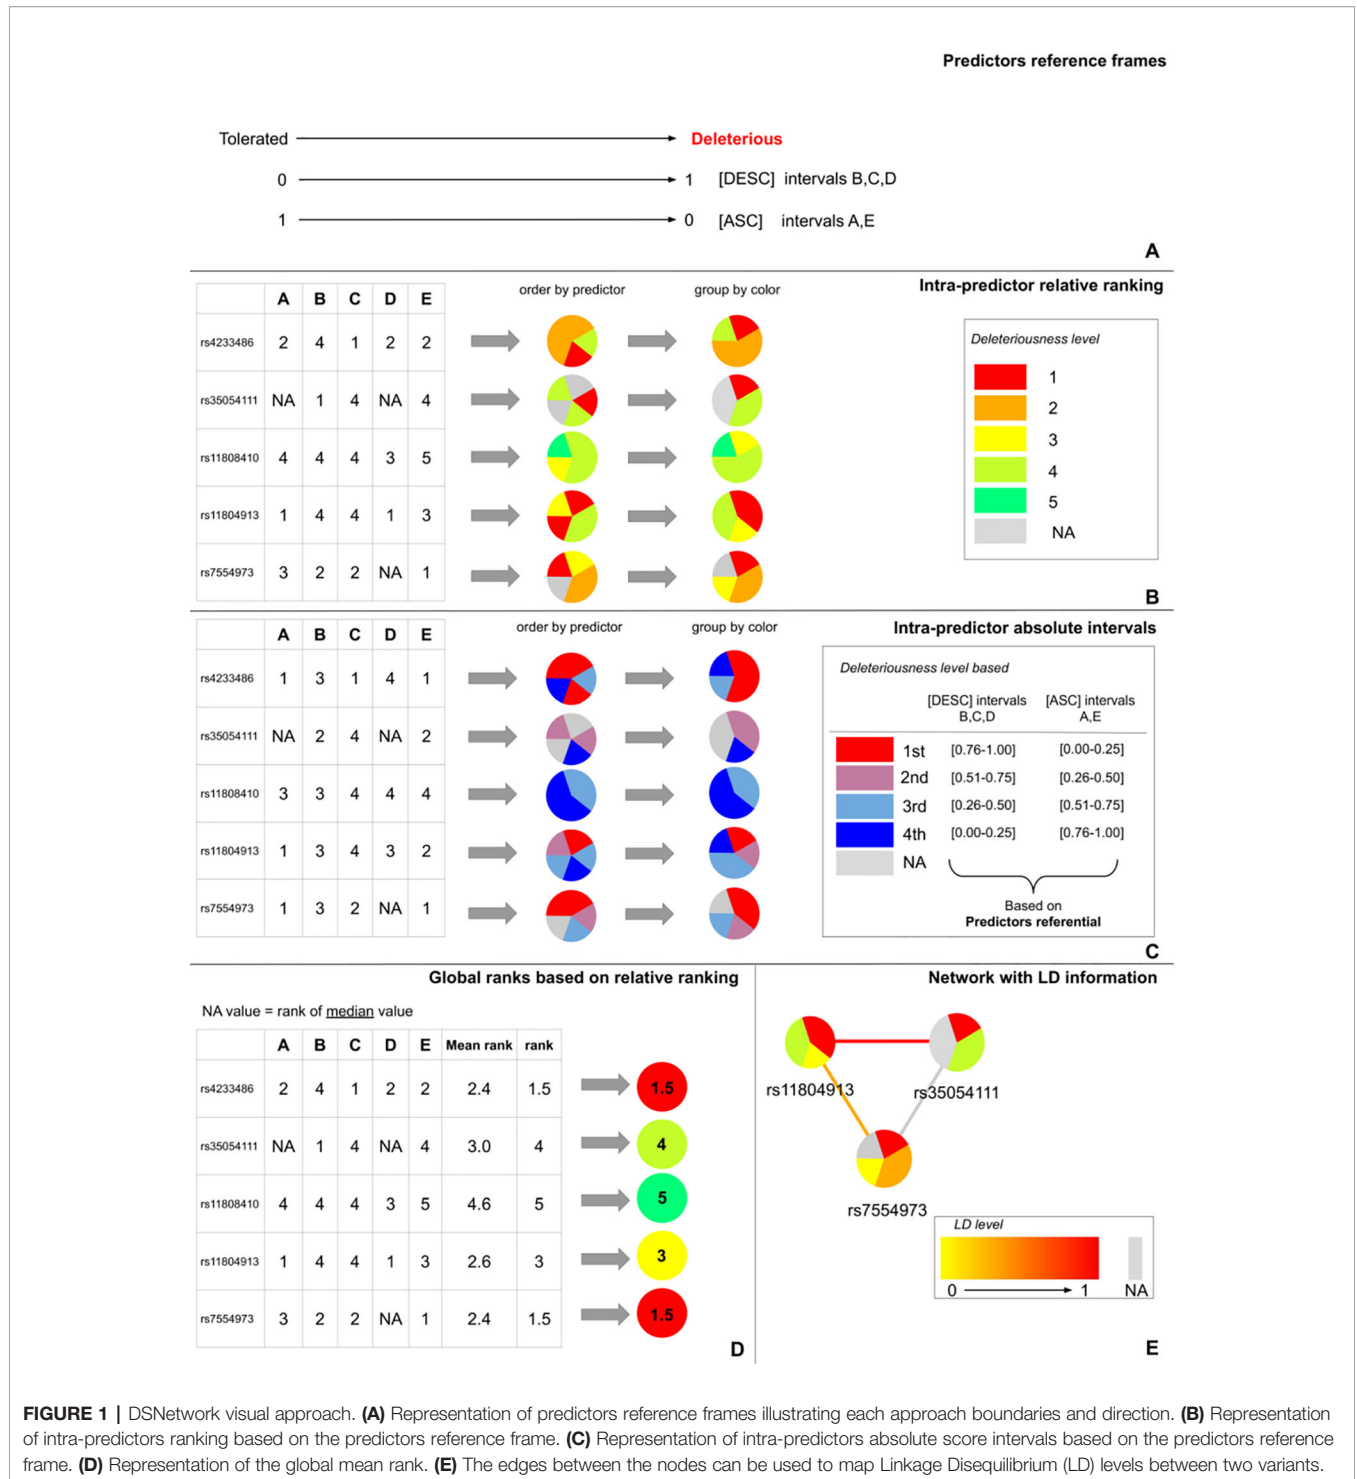 Predictors reference frames
Tolerated Deleterious
0 1 [DESC] intervals B,C,D
1 0 [ASC] intervals A,E
A
Intra-predictor relative ranking
order by predictor group by color
A B C D E
rs4233486 2 4 1 2 2
rs35054111 NA 1 4 NA 4
rs11808410 4 4 4 3 5
rs11804913 1 4 4 1 3
rs7554973 3 2 2 NA 1
Deleteriousness level
1
2
3
4
5
NA
B
Intra-predictor absolute intervals
order by predictor group by color
A B C D E
rs4233486 1 3 1 4 1
rs35054111 NA 2 4 NA 2
rs11808410 3 3 4 4 4
rs11804913 1 3 4 3 2
rs7554973 1 3 2 NA 1
Deleteriousness level based
[DESC] intervals [ASC] intervals
B,C,D A,E
1st [0.76-1.00] [0.00-0.25]
2nd [0.51-0.75] [0.26-0.50]
3rd [0.26-0.50] [0.51-0.75]
4th [0.00-0.25] [0.76-1.00]
NA
Based on
Predictors referential
C
Global ranks based on relative ranking
NA value = rank of median value
A B C D E Mean rank rank
rs4233486 2 4 1 2 2 2.4 1.5 1.5
rs35054111 NA 1 4 NA 4 3.0 4 4
rs11808410 4 4 4 3 5 4.6 5 5
rs11804913 1 4 4 1 3 2.6 3 3
rs7554973 3 2 2 NA 1 2.4 1.5 1.5
D
Network with LD information
rs11804913 rs35054111
rs7554973
LD level
0 1 NA
E
FIGURE 1 | DSNetwork visual approach. (A) Representation of predictors reference frames illustrating each approach boundaries and direction. (B) Representation
of intra-predictors ranking based on the predictors reference frame. (C) Representation of intra-predictors absolute score intervals based on the predictors reference
frame. (D) Representation of the global mean rank. (E) The edges between the nodes can be used to map Linkage Disequilibrium (LD) levels between two variants.